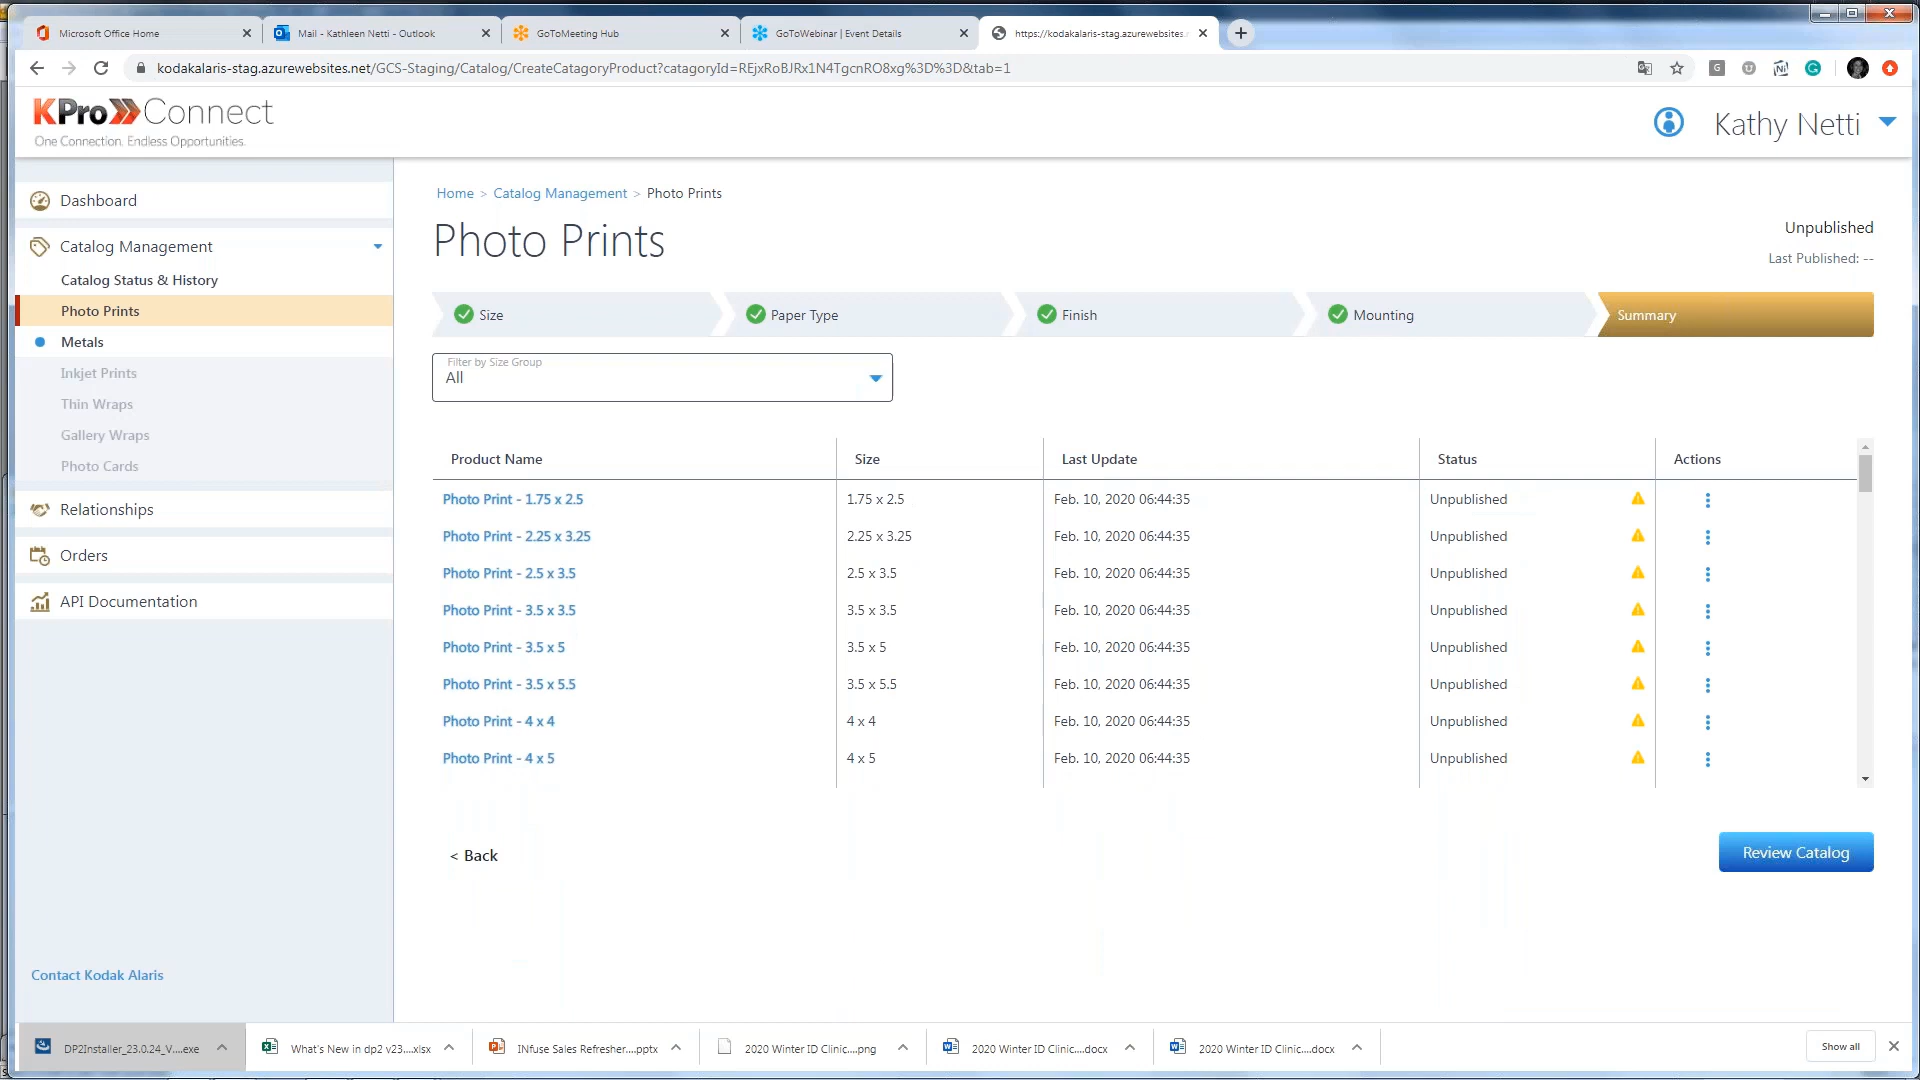 Microsoft Office Home
Mail - Kathleen Netti - Outlook
GoToMeeting Hub
GoToWebinar | Event Details
https://kodakalaris-stag.azurewebsites.
kodakalaris-stag.azurewebsites.net/GCS-Staging/Catalog/CreateCatagoryProduct?catagoryId=REjxRoBJRx1N4TgcnRO8xg%3D%3D&tab=1
KPro Connect
One Connection. Endless Opportunities.
Kathy Netti
Dashboard
Catalog Management
Catalog Status & History
Photo Prints
Metals
Inkjet Prints
Thin Wraps
Gallery Wraps
Photo Cards
Relationships
Orders
API Documentation
Contact Kodak Alaris
Home > Catalog Management > Photo Prints
Photo Prints
Unpublished
Last Published: --
Size
Paper Type
Finish
Mounting
Summary
Filter by Size Group
All
Product Name Size Last Update Status Actions
Photo Print - 1.75 x 2.5 1.75 x 2.5 Feb. 10, 2020 06:44:35 Unpublished
Photo Print - 2.25 x 3.25 2.25 x 3.25 Feb. 10, 2020 06:44:35 Unpublished
Photo Print - 2.5 x 3.5 2.5 x 3.5 Feb. 10, 2020 06:44:35 Unpublished
Photo Print - 3.5 x 3.5 3.5 x 3.5 Feb. 10, 2020 06:44:35 Unpublished
Photo Print - 3.5 x 5 3.5 x 5 Feb. 10, 2020 06:44:35 Unpublished
Photo Print - 3.5 x 5.5 3.5 x 5.5 Feb. 10, 2020 06:44:35 Unpublished
Photo Print - 4 x 4 4 x 4 Feb. 10, 2020 06:44:35 Unpublished
Photo Print - 4 x 5 4 x 5 Feb. 10, 2020 06:44:35 Unpublished
< Back
Review Catalog
DP2Installer_23.0.24_V....exe
What's New in dp2 v23....xlsx
INfuse Sales Refresher....pptx
2020 Winter ID Clinic....png
2020 Winter ID Clinic....docx
2020 Winter ID Clinic....docx
Show all